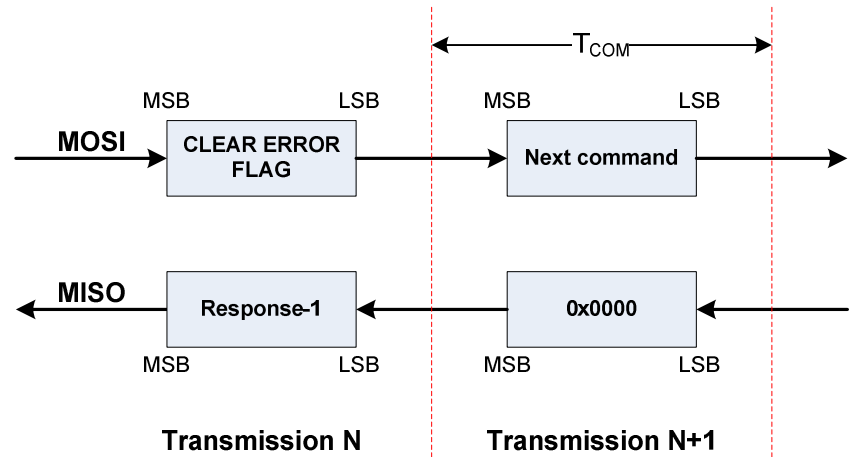 TCOM
MSB LSB MSB LSB
MOSI CLEAR ERROR FLAG Next command
MISO Response-1 0x0000
MSB LSB MSB LSB
Transmission N Transmission N+1